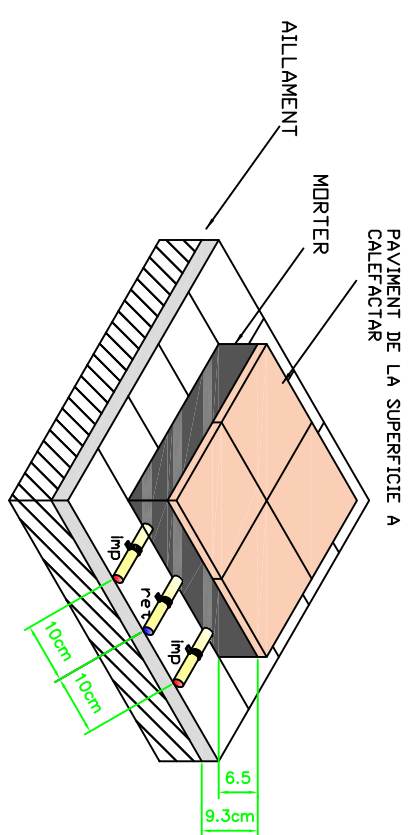 PAVIMENT DE LA SUPERFICIE A
CALEFACTAR
MORTER
AILLAMENT
imp
ret
imp
10cm
10cm
6.5
9.3cm